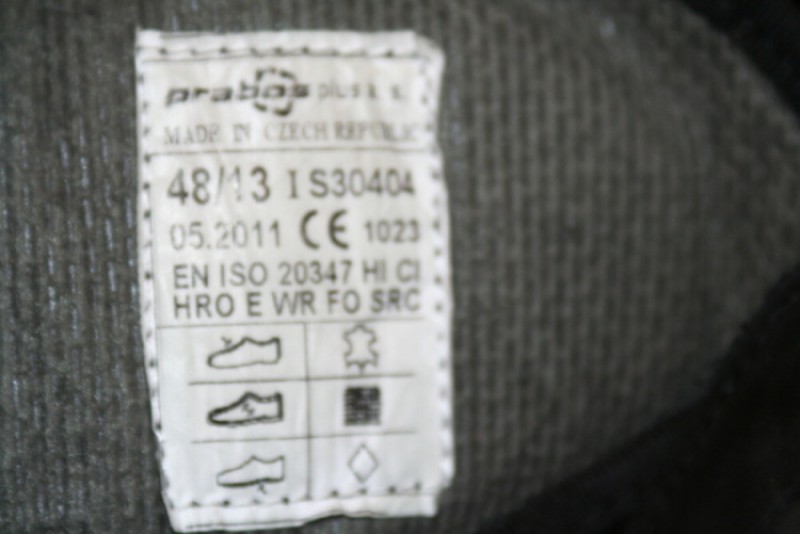 prabos plus a. s.
MADE IN CZECH REPUBLIC
48/13 I S30404
05.2011 CE 1023
EN ISO 20347 HI CI
HRO E WR FO SRC